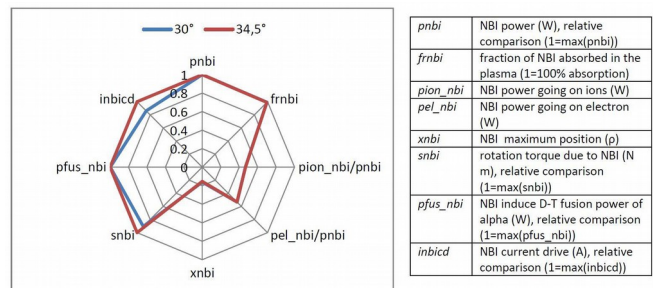 30° 34,5°
pnbi
1
0.8
0.6
0.4
0.2
0
frnbi
pion_nbi/pnbi
pel_nbi/pnbi
xnbi
snbi
pfus_nbi
inbicd
pnbi NBI power (W), relative
comparison (1=max(pnbi))
frnbi fraction of NBI absorbed in the
plasma (1=100% absorption)
pion_nbi NBI power going on ions (W)
pel_nbi NBI power going on electron
(W)
xnbi NBI maximum position (ρ)
snbi rotation torque due to NBI (N
m), relative comparison
(1=max(snbi))
pfus_nbi NBI induce D-T fusion power of
alpha (W), relative comparison
(1=max(pfus_nbi))
inbicd NBI current drive (A), relative
comparison (1=max(inbicd))